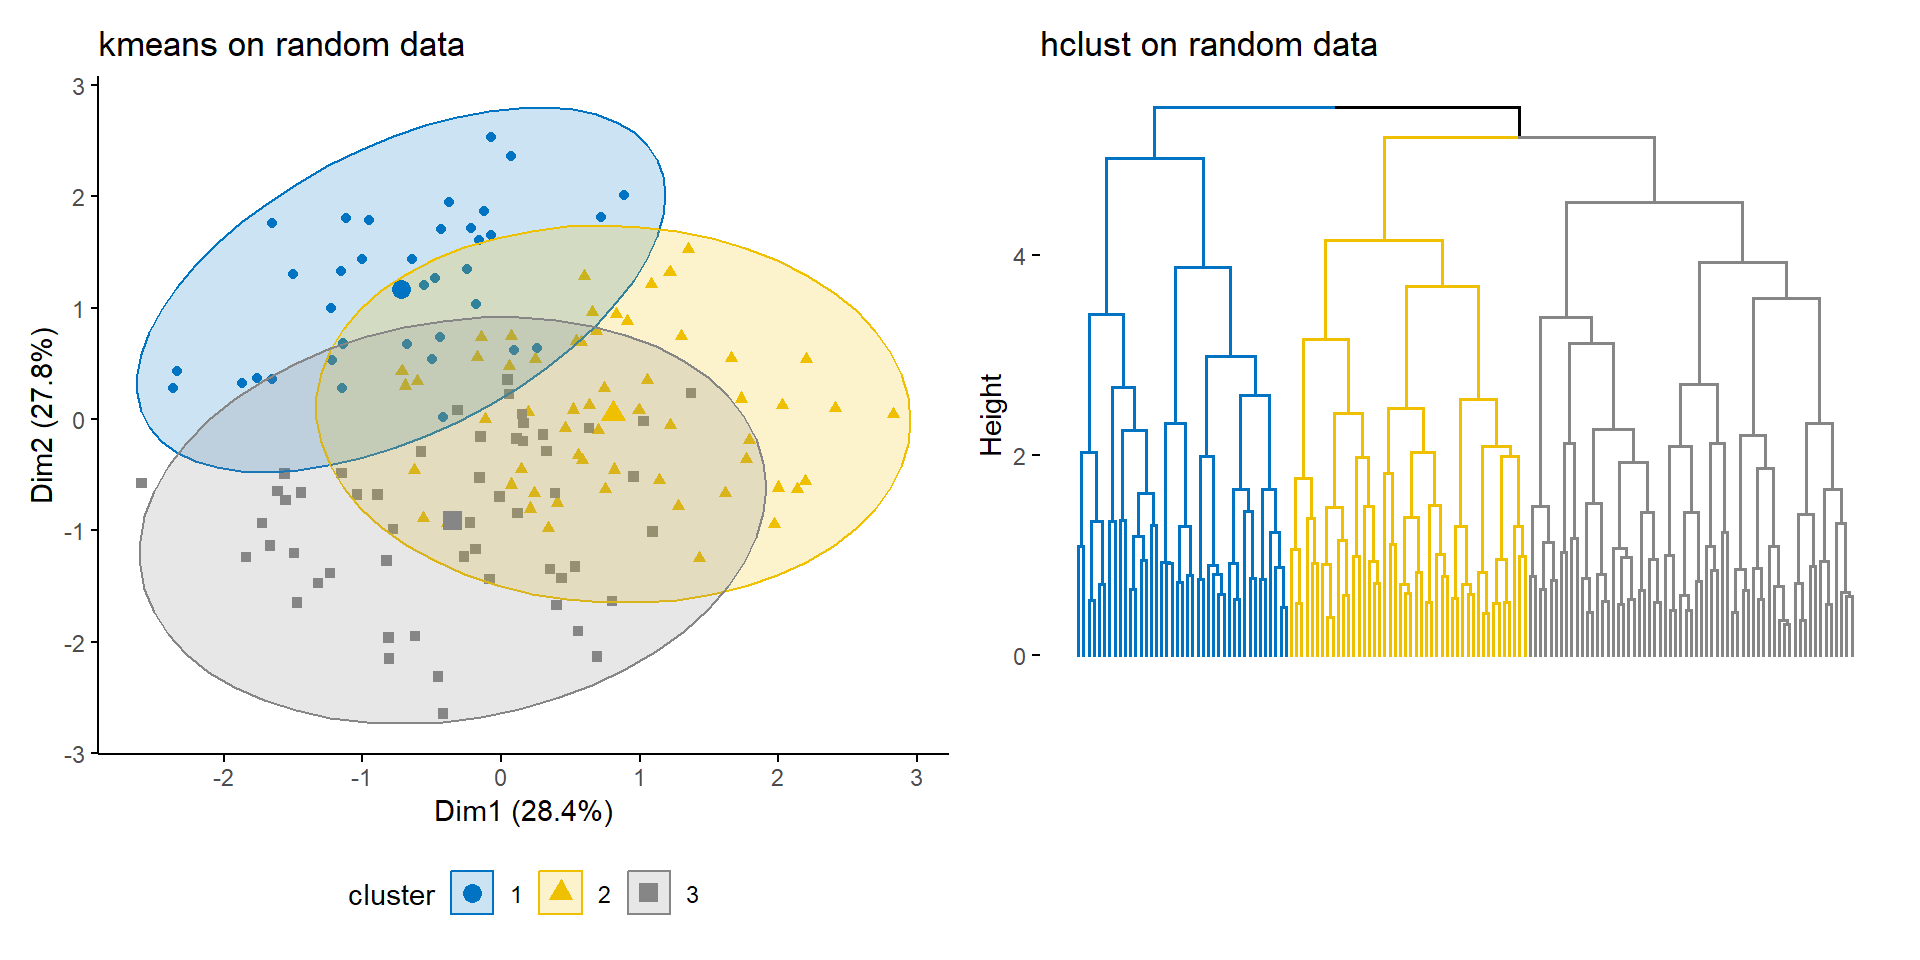 kmeans on random data
3
2
1
0
-1
-2
-3
Dim2 (27.8%)
-2 -1 0 1 2 3
Dim1 (28.4%)
cluster 1 2 3
hclust on random data
4
2
0
Height